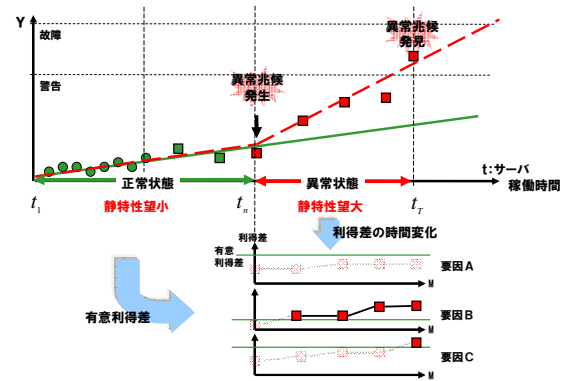 Y
故障
異常兆候
発見
警告
異常兆候
発生
t:サーバ
稼働時間
正常状態
異常状態
t1
静特性望小
tn
静特性望大
tT
利得差の時間変化
利得差
有意
利得差
要因A
M
有意利得差
要因B
M
要因C
M